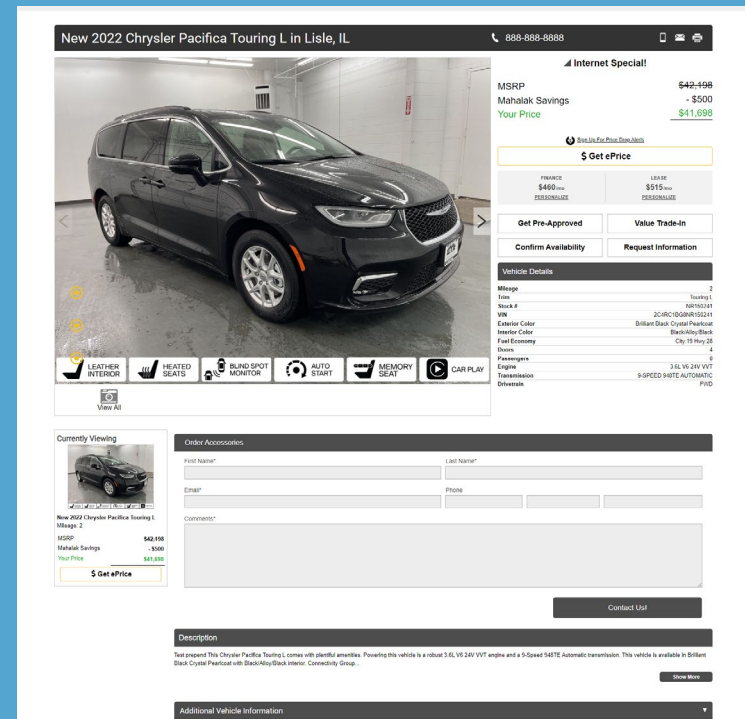 New 2022 Chrysler Pacifica Touring L in Lisle, IL
888-888-8888
Internet Special!
MSRP $42,198
Mahalak Savings - $500
Your Price $41,698
Sign Up For Price Drop Alerts
$ Get ePrice
FINANCE LEASE
$460 /mo $515 /mo
PERSONALIZE PERSONALIZE
Get Pre-Approved Value Trade-In
Confirm Availability Request Information
Vehicle Details
Mileage 2
Trim Touring L
Stock # NR150241
VIN 2C4RC1BG0NR150241
Exterior Color Brilliant Black Crystal Pearlcoat
Interior Color Black/Alloy/Black
Fuel Economy City:19 Hwy:28
Doors 4
Passengers 0
Engine 3.6L V6 24V VVT
Transmission 9-SPEED 948TE AUTOMATIC
Drivetrain FWD
LEATHER INTERIOR
HEATED SEATS
BLIND SPOT MONITOR
AUTO START
MEMORY SEAT
CAR PLAY
View All
Currently Viewing
New 2022 Chrysler Pacifica Touring L
Mileage: 2
MSRP $42,198
Mahalak Savings - $500
Your Price $41,698
$ Get ePrice
Order Accessories
First Name* Last Name*
Email* Phone
Comments*
Contact Us!
Description
Test prepend This Chrysler Pacifica Touring L comes with plentiful amenities. Powering this vehicle is a robust 3.6L V6 24V VVT engine and a 9-Speed 948TE Automatic transmission. This vehicle is available in Brilliant
Black Crystal Pearlcoat with Black/Alloy/Black interior. Connectivity Group...
Show More
Additional Vehicle Information